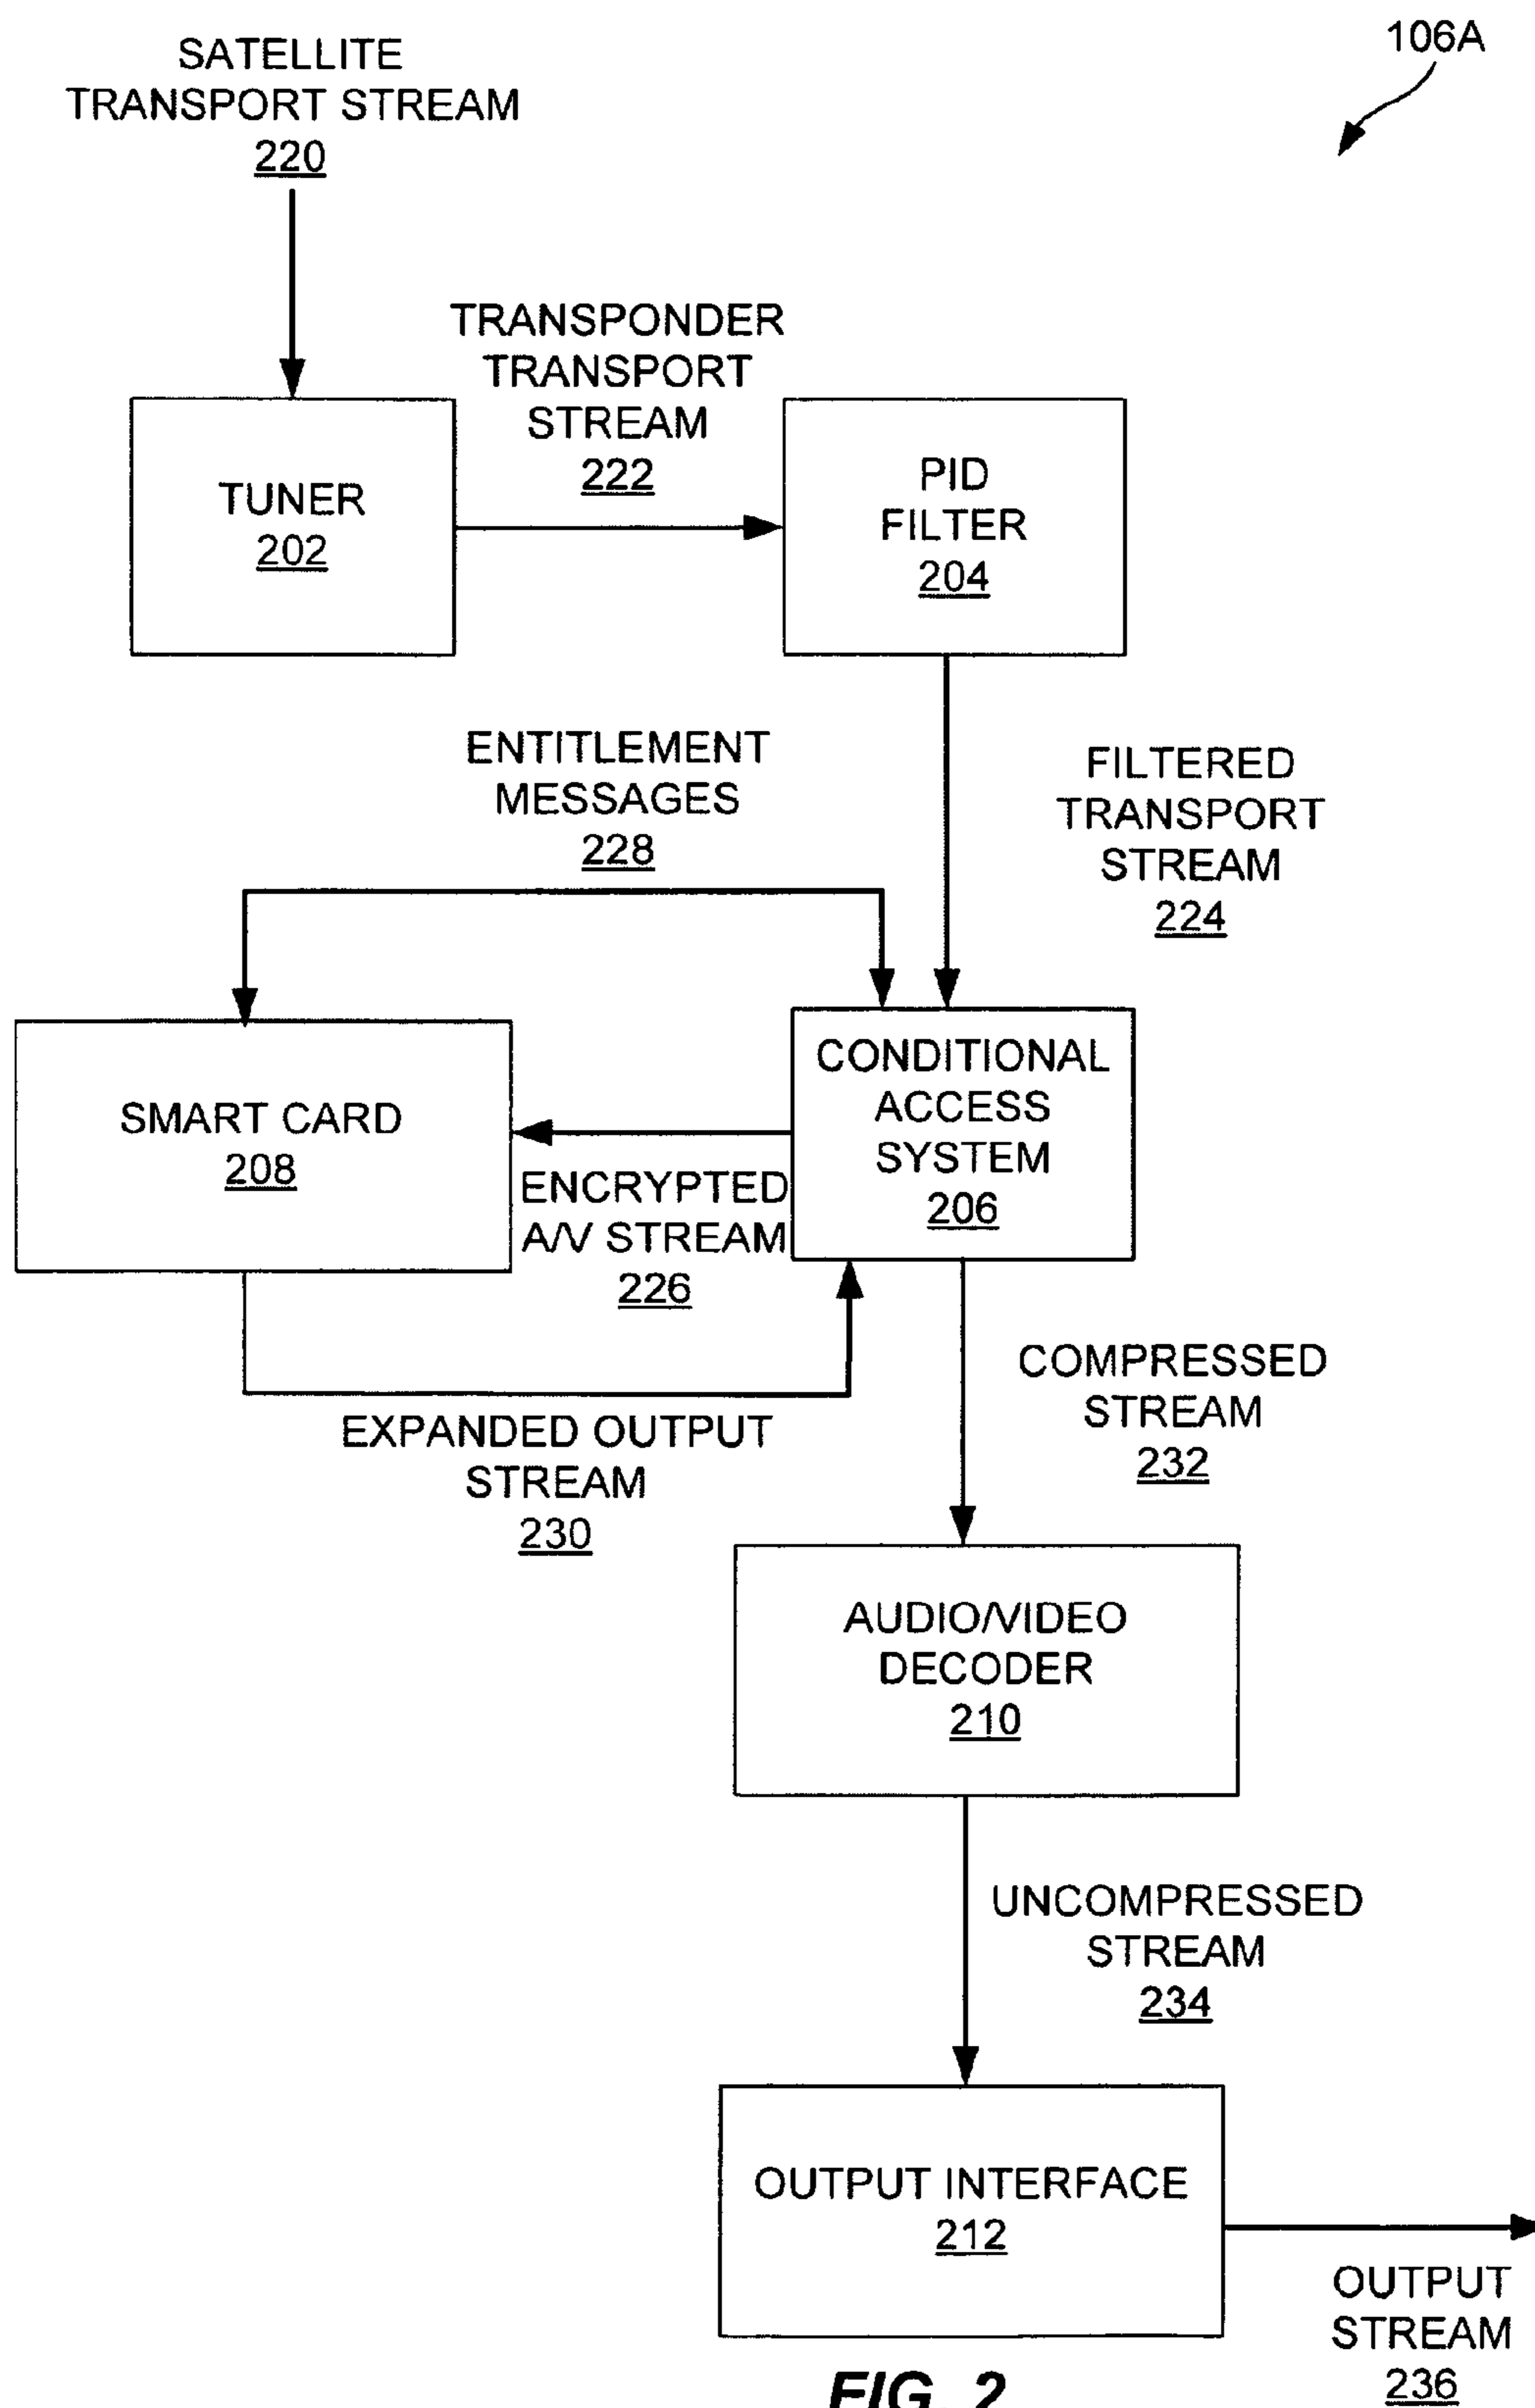 106A
SATELLITE
TRANSPORT STREAM
220
TRANSPONDER
TRANSPORT
STREAM
222
TUNER
202
PID
FILTER
204
ENTITLEMENT
MESSAGES
228
FILTERED
TRANSPORT
STREAM
224
SMART CARD
208
CONDITIONAL
ACCESS
SYSTEM
206
ENCRYPTED
A/V STREAM
226
EXPANDED OUTPUT
STREAM
230
COMPRESSED
STREAM
232
AUDIO/VIDEO
DECODER
210
UNCOMPRESSED
STREAM
234
OUTPUT INTERFACE
212
OUTPUT
STREAM
236
FIG. 2